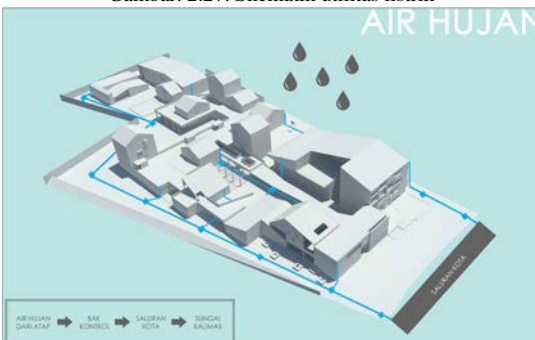 AIR HUJAN
SALURAN KOTA
AIR HUJAN
DARI ATAP
BAK
KONTROL
SALURAN
KOTA
SUNGAI
KALIMAS